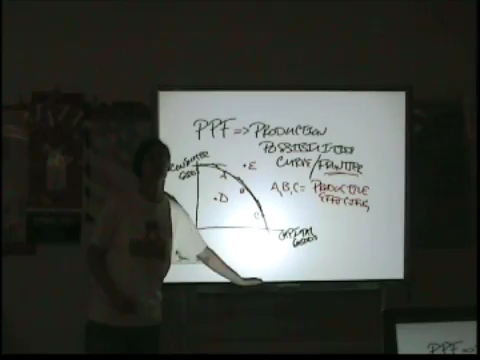 PPF => PRODUCTION
POSSIBILITIES
CURVE/FRONTIER
CONSUMER
GOODS
A
E
B
A,B,C = PRODUCTIVE
EFFICIENCY
D
C
CAPITAL
GOODS
PPF =>